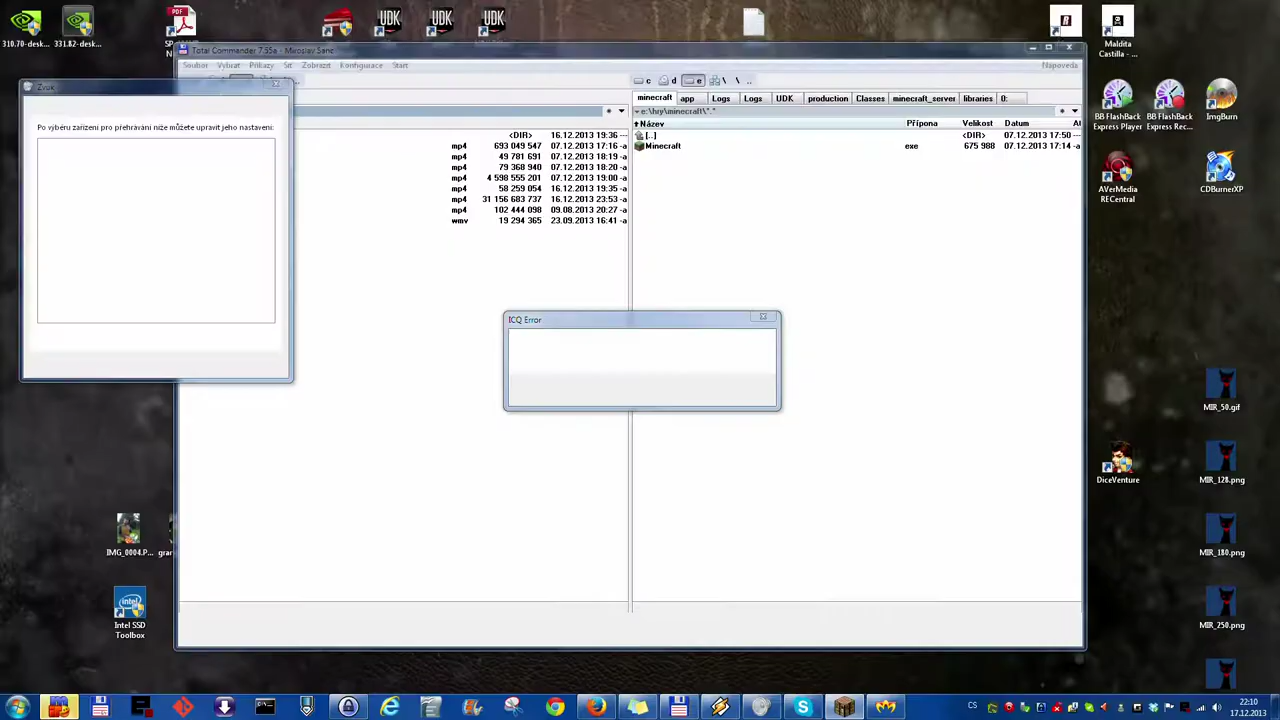 310.70-desk...
331.82-desk...
PDF
UDK
UDK
UDK
Maldita
Castilla - ...
Total Commander 7.55a - Miroslav Sanc
Soubor Vybrat Příkazy Síť Zobrazit Konfigurace Start
Nápoveda
c d e \ \ ..
minecraft app Logs Logs UDK production Classes minecraft_server libraries 0:
e:\hry\minecraft\*.*
Název Přípona Velikost Datum At
[..] <DIR> 07.12.2013 17:50 ---
Minecraft exe 675 988 07.12.2013 17:14 -a
<DIR> 16.12.2013 19:36 ---
mp4 693 049 547 07.12.2013 17:16 -a
mp4 49 781 691 07.12.2013 18:19 -a
mp4 79 368 940 07.12.2013 18:20 -a
mp4 4 598 555 201 07.12.2013 19:00 -a
mp4 58 259 054 16.12.2013 19:35 -a
mp4 31 156 683 737 16.12.2013 23:53 -a
mp4 102 444 098 09.08.2013 20:27 -a
wmv 19 294 365 23.09.2013 16:41 -a
Zvuk
Po výběru zařízení pro přehrávání níže můžete upravit jeho nastavení:
ICQ Error
BB FlashBack
Express Player
BB FlashBack
Express Rec...
ImgBurn
AVerMedia
RECentral
CDBurnerXP
MIR_50.gif
DiceVenture
MIR_128.png
MIR_180.png
MIR_250.png
IMG_0004.P...
Intel SSD
Toolbox
CS
22:10
17.12.2013